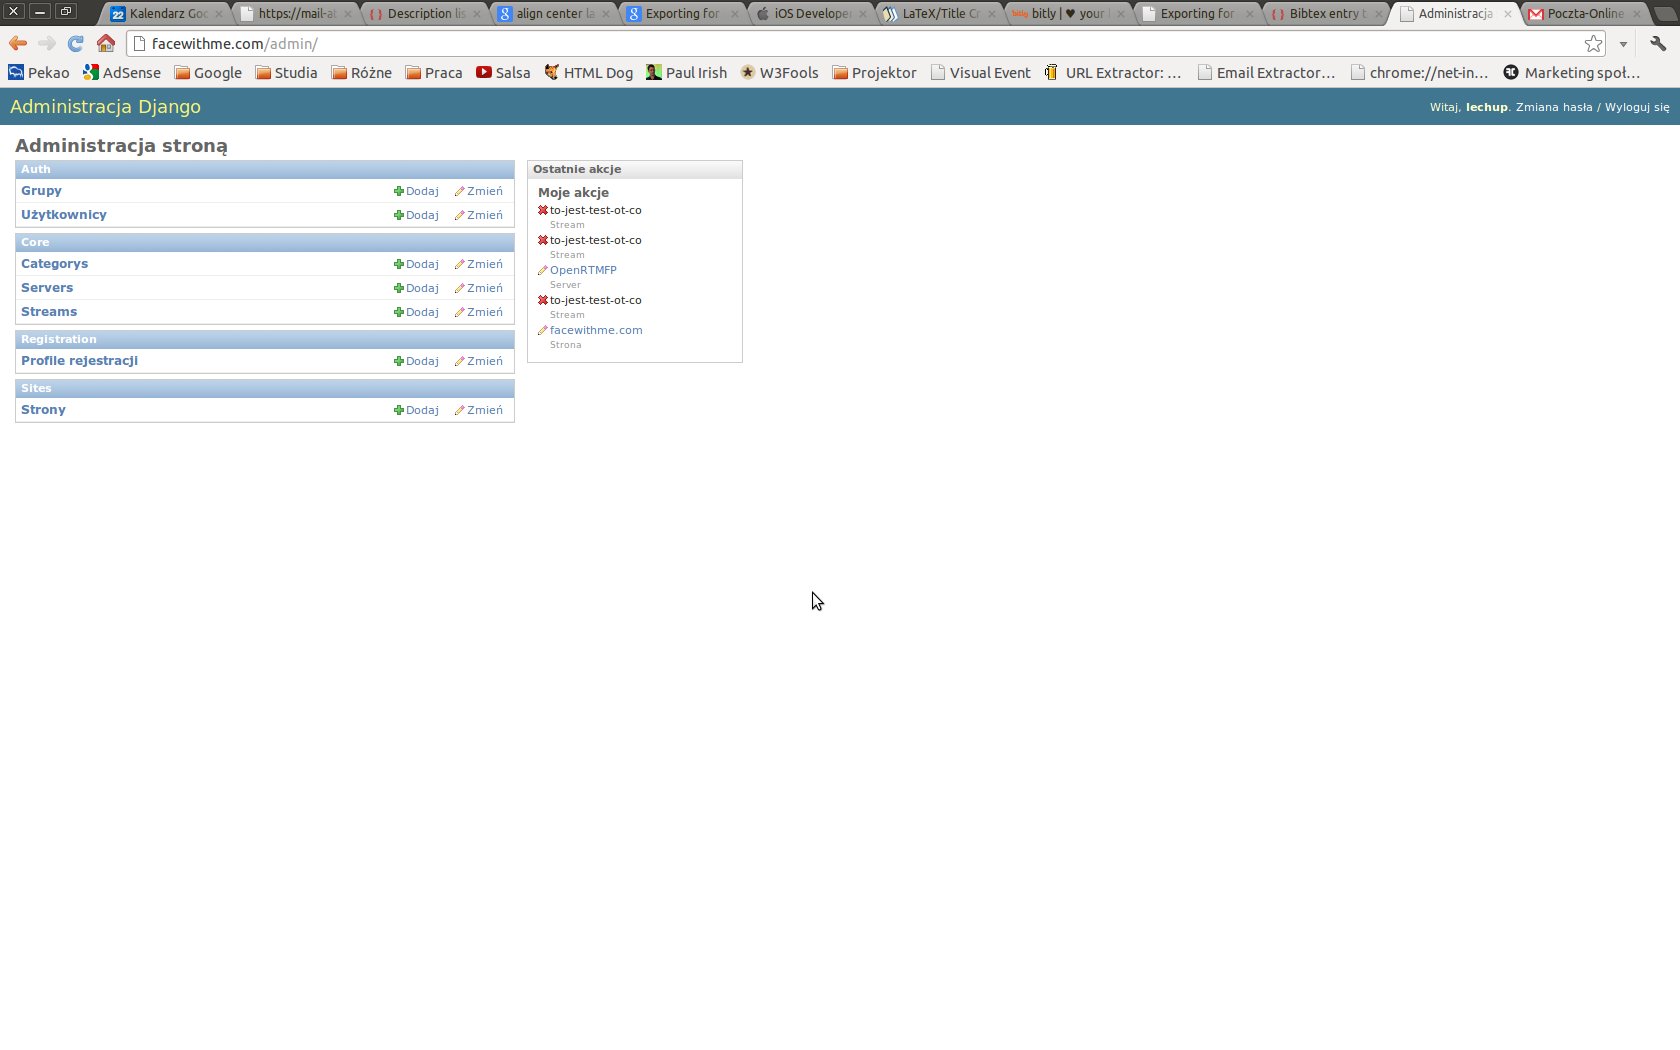 Kalendarz Goo
https://mail-at
Description lis
align center la
Exporting for
iOS Developer
LaTeX/Title Cr
bitly | ♥ your
Exporting for
Bibtex entry t
Administracja
Poczta-Online
facewithme.com/admin/
Pekao AdSense Google Studia Różne Praca Salsa HTML Dog Paul Irish W3Fools Projektor Visual Event URL Extractor: ... Email Extractor... chrome://net-in... Marketing społ...
Administracja Django
Witaj, lechup. Zmiana hasła / Wyloguj się
Administracja stroną
Auth
Grupy Dodaj Zmień
Użytkownicy Dodaj Zmień
Core
Categorys Dodaj Zmień
Servers Dodaj Zmień
Streams Dodaj Zmień
Registration
Profile rejestracji Dodaj Zmień
Sites
Strony Dodaj Zmień
Ostatnie akcje
Moje akcje
to-jest-test-ot-co
Stream
to-jest-test-ot-co
Stream
OpenRTMFP
Server
to-jest-test-ot-co
Stream
facewithme.com
Strona